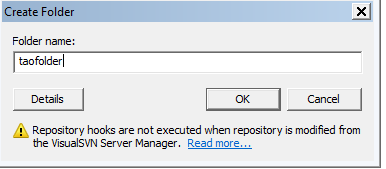 Create Folder
Folder name:
taofolder
Details
OK
Cancel
Repository hooks are not executed when repository is modified from
the VisualSVN Server Manager. Read more...